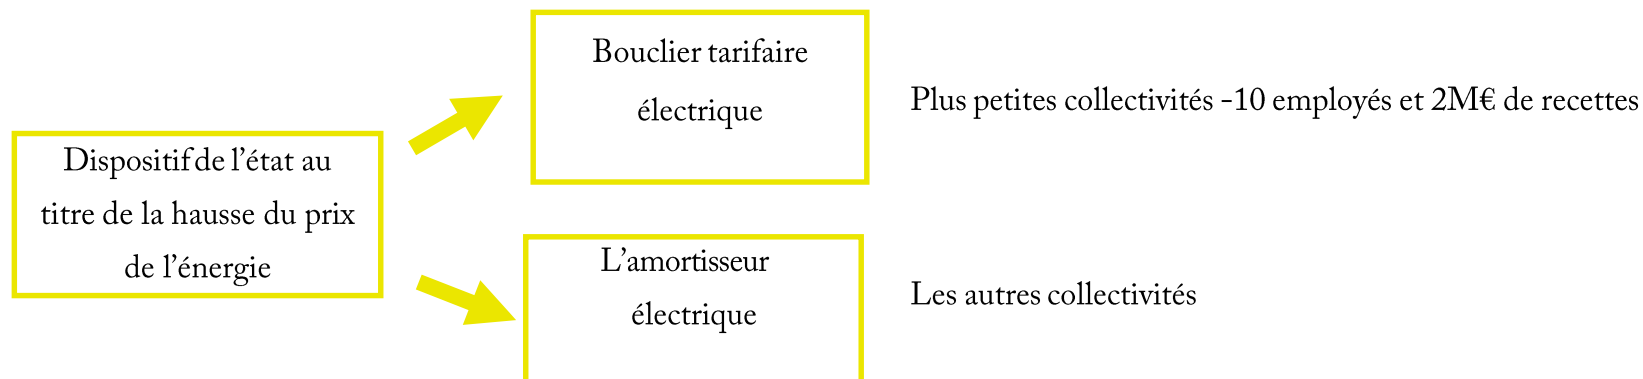 Bouclier tarifaire
électrique
Plus petites collectivités -10 employés et 2M€ de recettes
Dispositif de l’état au
titre de la hausse du prix
de l’énergie
L’amortisseur
électrique
Les autres collectivités